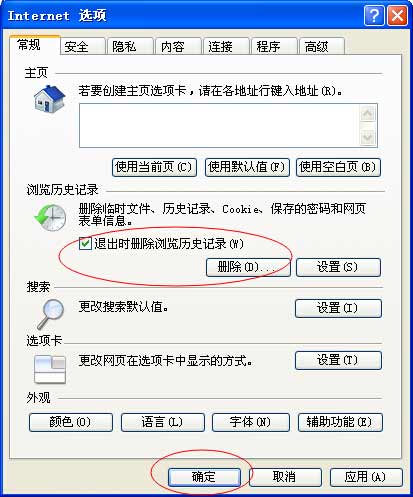 Internet 选项
常规 安全 隐私 内容 连接 程序 高级
主页
若要创建主页选项卡，请在各地址行键入地址(R)。
使用当前页(C) 使用默认值(F) 使用空白页(B)
浏览历史记录
删除临时文件、历史记录、Cookie、保存的密码和网页
表单信息。
退出时删除浏览历史记录(W)
删除(D)... 设置(S)
搜索
更改搜索默认值。 设置(I)
选项卡
更改网页在选项卡中显示的方式。 设置(T)
外观
颜色(O) 语言(L) 字体(N) 辅助功能(E)
确定 取消 应用(A)